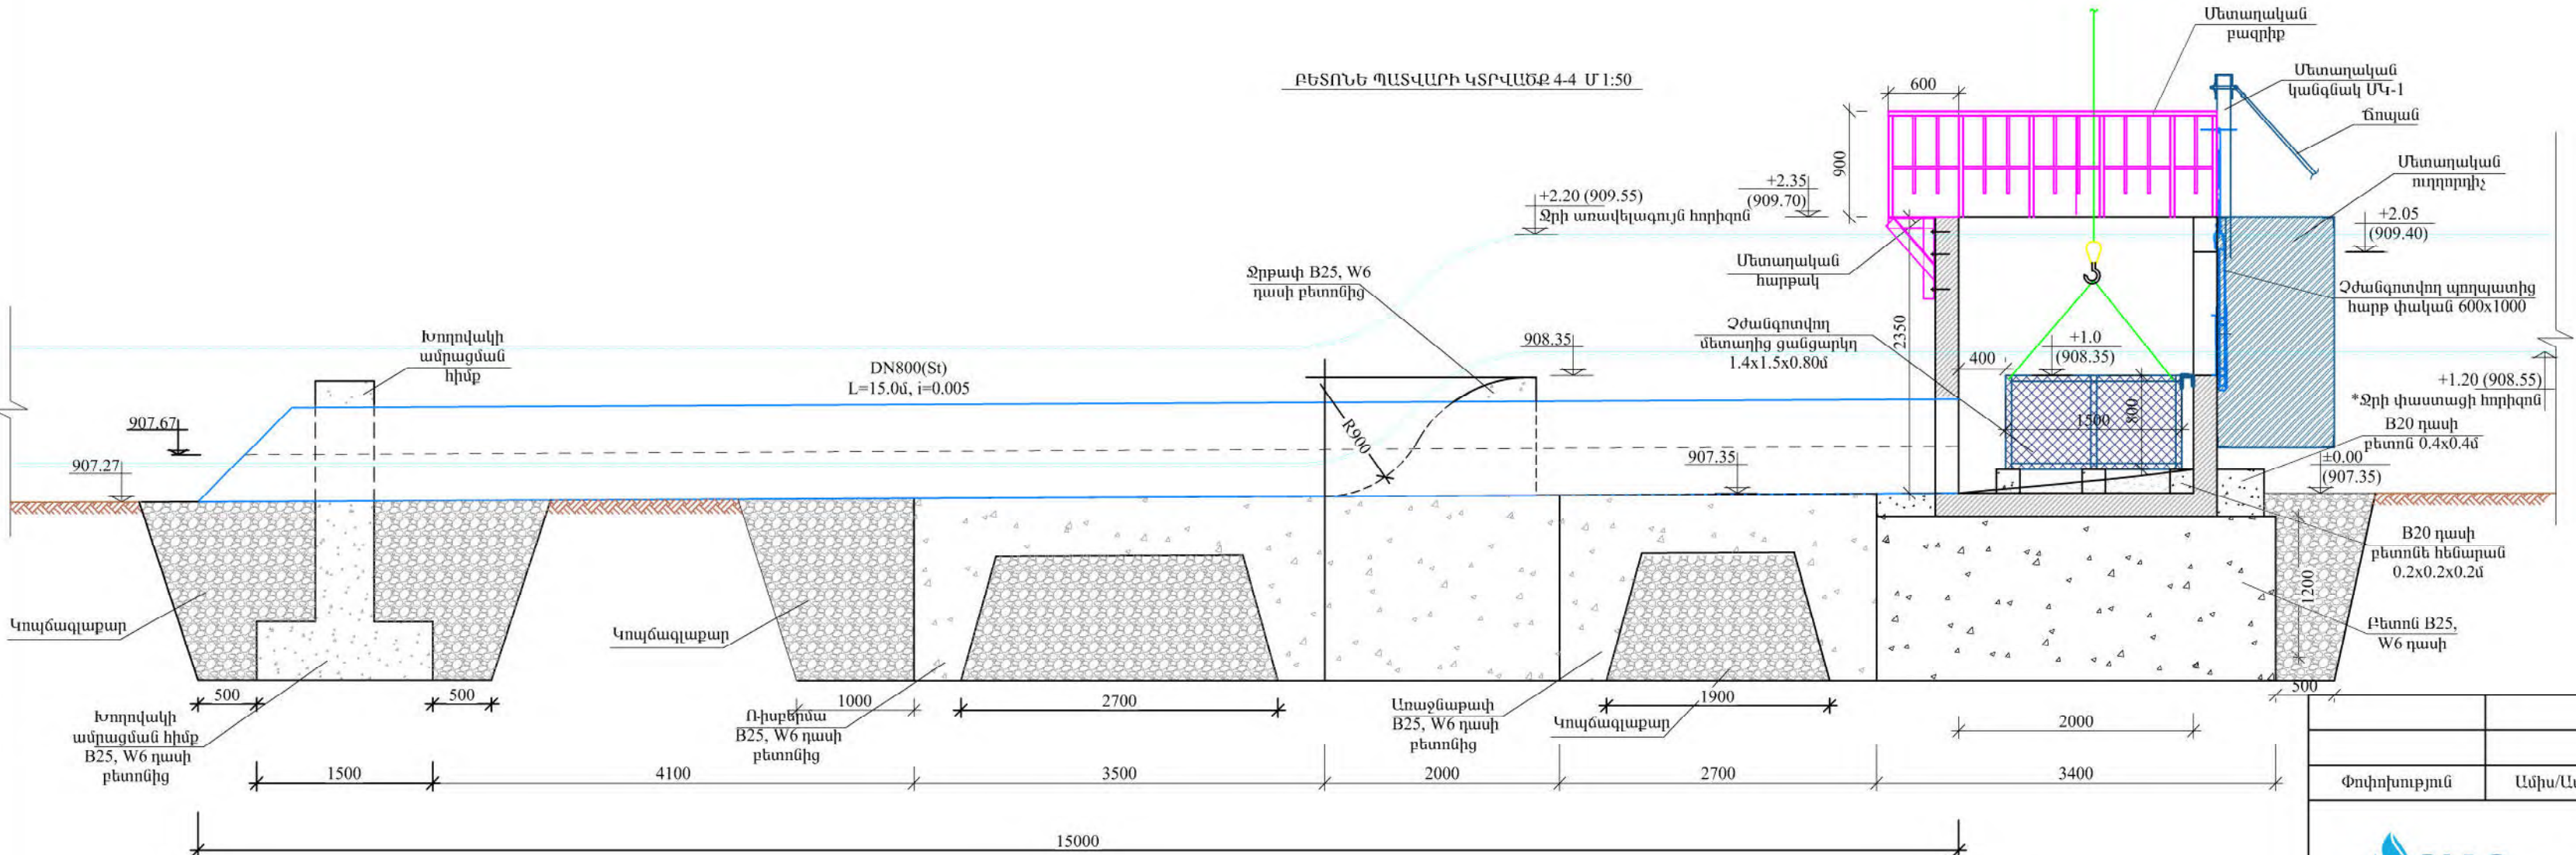 ԲԵՏՈՆԵ ՊԱՏՎԱՐԻ ԿՏՐՎԱԾՔ 4-4 Մ 1:50
Մետաղական
բազրիք
Մետաղական
կանգնակ ՄԿ-1
Ճոպան
Մետաղական
ուղղորդիչ
600
900
+2.35
(909.70)
+2.20 (909.55)
Ջրի առավելագույն հորիզոն
+2.05
(909.40)
Մետաղական
հարթակ
Չժանգոտվող պողպատից
հարթ փական 600x1000
Ջրթափ B25, W6
դասի բետոնից
Չժանգոտվող
մետաղից ցանցարկղ
1.4x1.5x0.80մ
2350
908.35
+1.0
(908.35)
400
1500
800
+1.20 (908.55)
*Ջրի փաստացի հորիզոն
B20 դասի
բետոն 0.4x0.4մ
±0.00
(907.35)
Խողովակի
ամրացման
հիմք
DN800(St)
L=15.0մ, i=0.005
907.67
907.27
R900
907.35
B20 դասի
բետոնե հենարան
0.2x0.2x0.2մ
1200
Բետոն B25,
W6 դասի
Կոպճագլաքար
Կոպճագլաքար
500
500
1000
2700
1900
500
2000
Խողովակի
ամրացման հիմք
B25, W6 դասի
բետոնից
Ռիսբերմա
B25, W6 դասի
բետոնից
Առաջնաթափ
B25, W6 դասի
բետոնից
Կոպճագլաքար
1500
4100
3500
2000
2700
3400
15000
Փոփոխություն